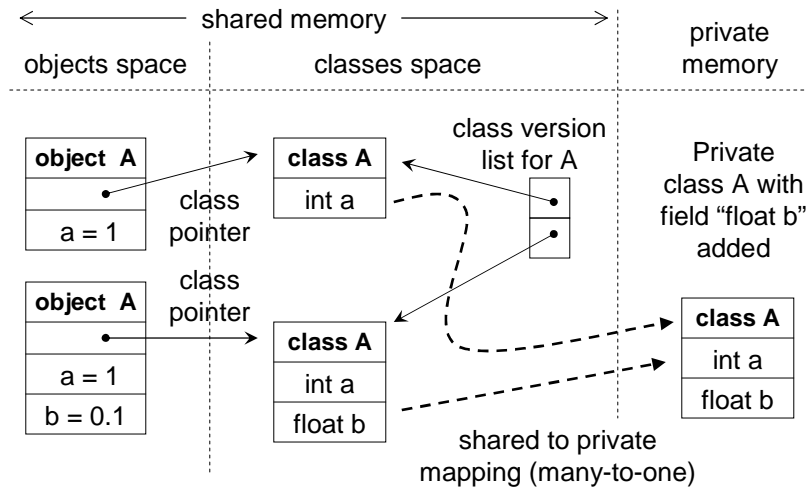 shared memory
private
memory
objects space
classes space
class version
list for A
object A
class A
int a
a = 1
class
pointer
Private
class A with
field “float b”
added
object A
class
pointer
a = 1
b = 0.1
class A
int a
float b
class A
int a
float b
shared to private
mapping (many-to-one)